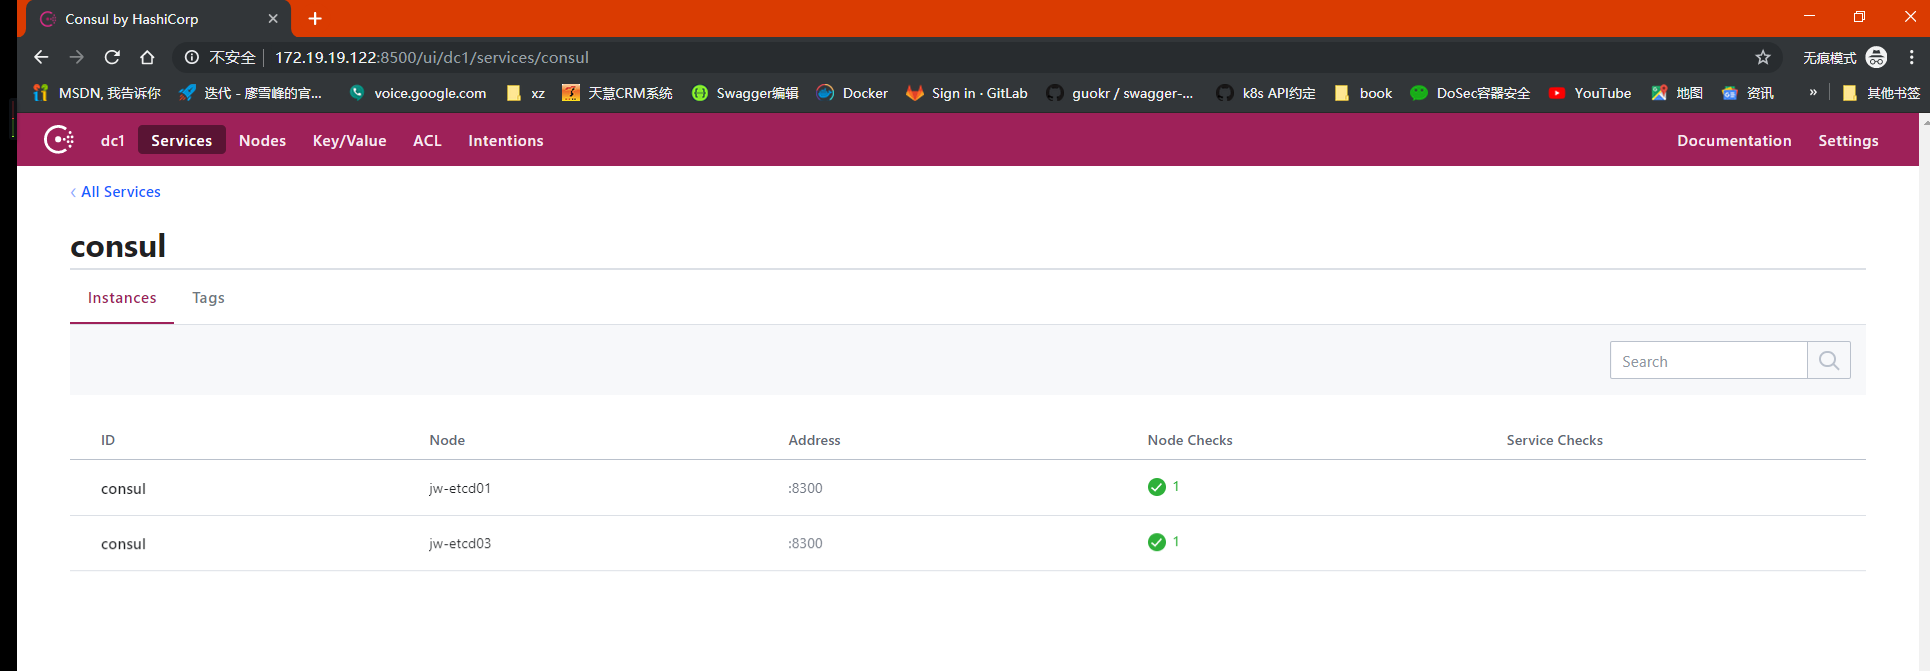 Consul by HashiCorp
不安全 172.19.19.122:8500/ui/dc1/services/consul 无痕模式
MSDN, 我告诉你 迭代 - 廖雪峰的官... voice.google.com xz 天慧CRM系统 Swagger编辑 Docker Sign in · GitLab guokr / swagger-... k8s API约定 book DoSec容器安全 YouTube 地图 资讯 » 其他书签
dc1 Services Nodes Key/Value ACL Intentions Documentation Settings
‹ All Services
consul
Instances Tags
Search
ID Node Address Node Checks Service Checks
consul jw-etcd01 :8300 1
consul jw-etcd03 :8300 1